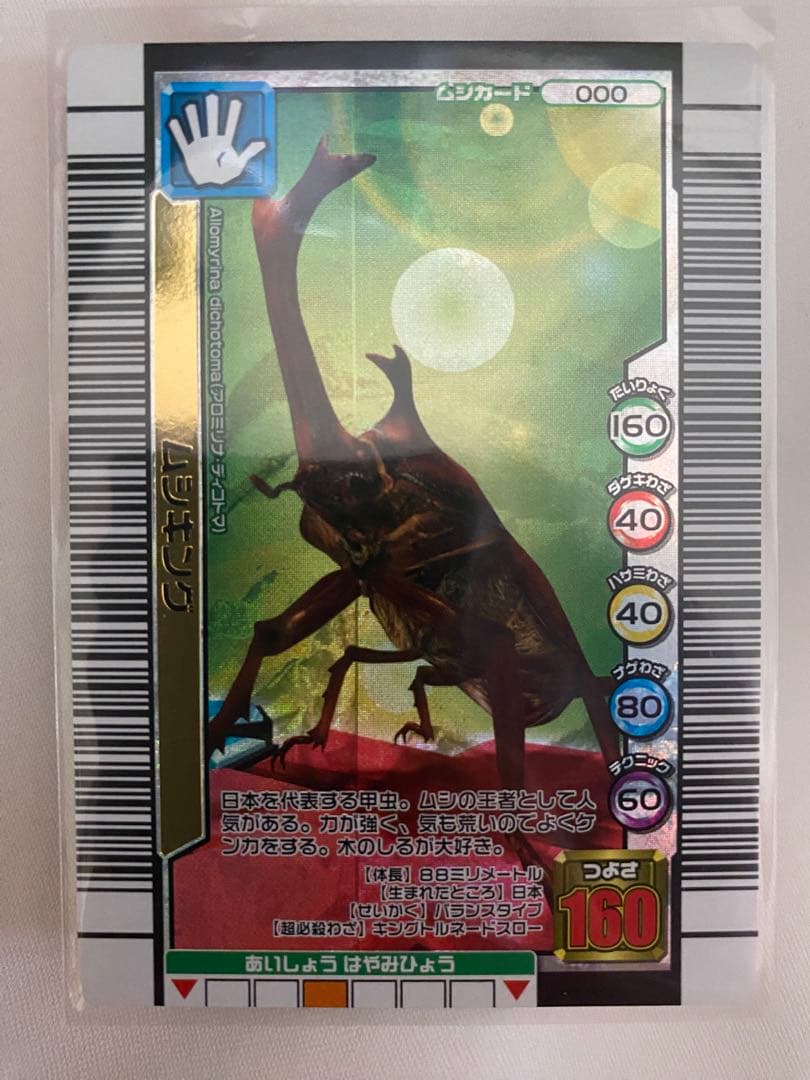 ムシカード 000
Allomyrina dichotoma(アロミリナ・ディコトマ)
ムシキング
たいりょく
160
ダゲキわざ
40
ハサミわざ
40
ナゲわざ
80
テクニック
60
日本を代表する甲虫。ムシの王者として人
気がある。力が強く、気も荒いのでよくケ
ンカをする。木のしるが大好き。
【体長】88ミリメートル
【生まれたところ】日本
【せいかく】バランスタイプ
【超必殺わざ】キングトルネードスロー
つよさ
160
あいしょう はやみひょう